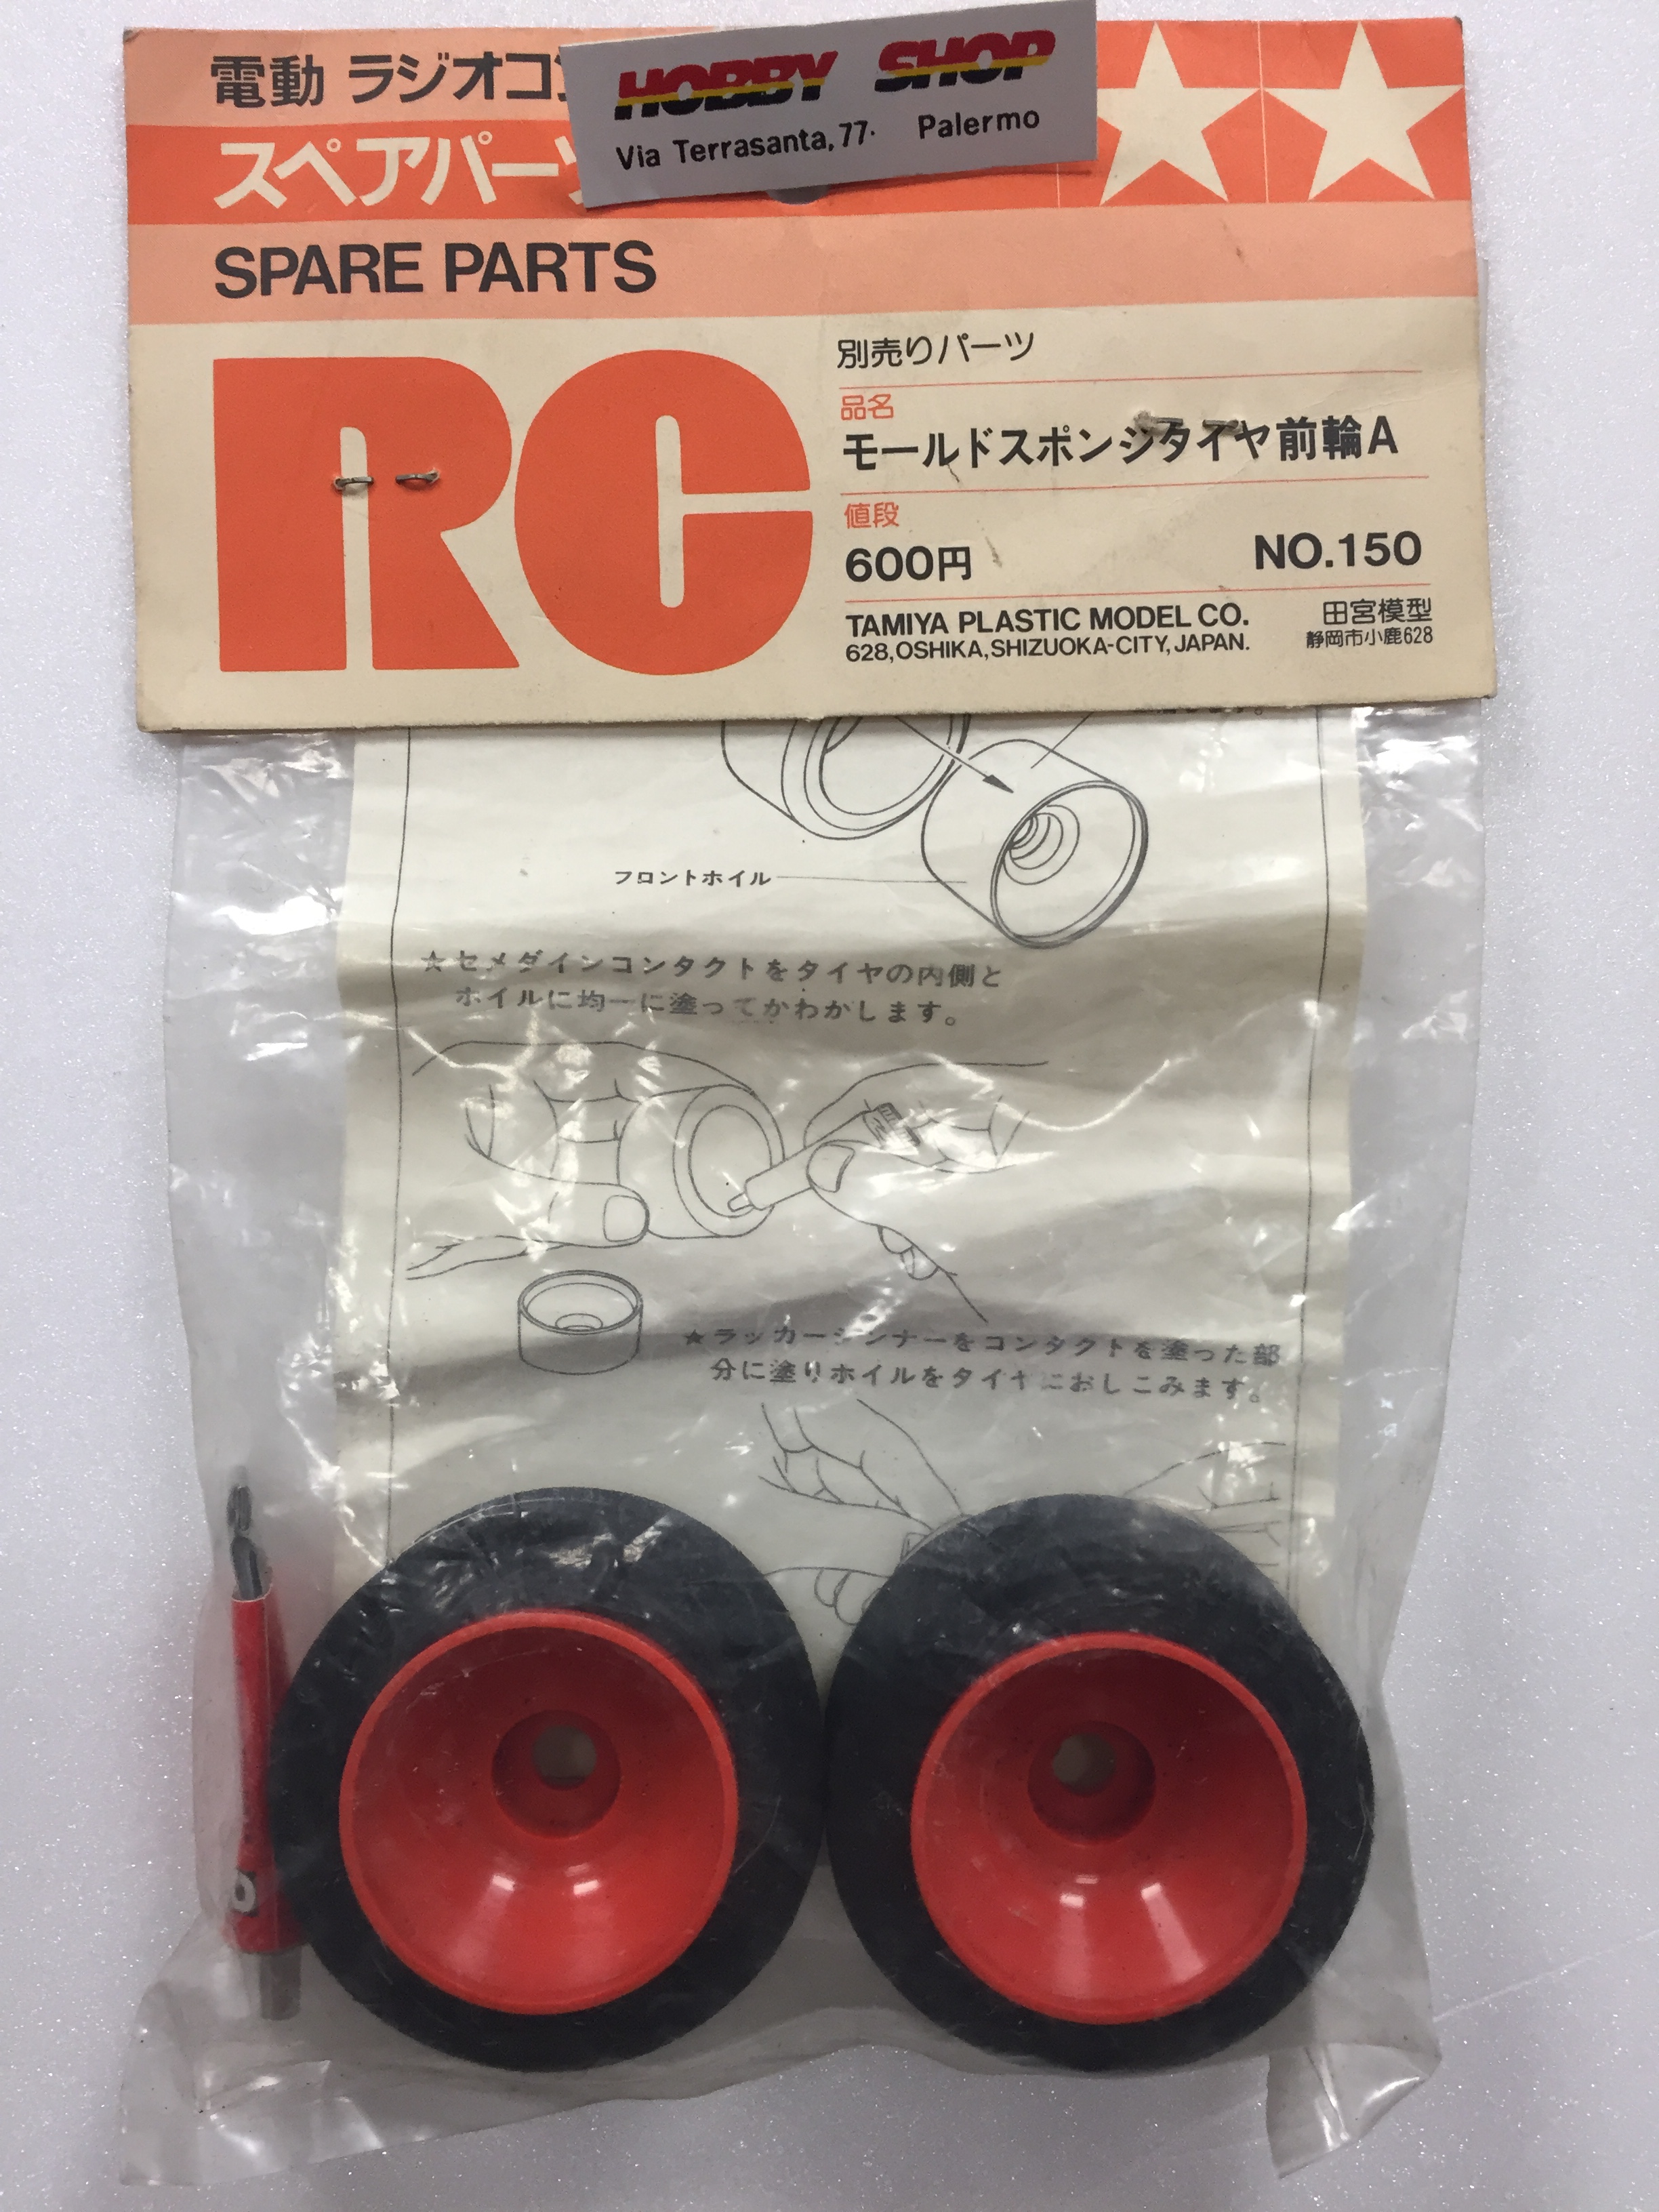 電動 ラジオコン
HOBBY SHOP
Via Terrasanta, 77· Palermo
スペアパーツ
SPARE PARTS
RC
別売りパーツ
品名
モールドスポンジタイヤ前輪A
値段
600円
NO.150
TAMIYA PLASTIC MODEL CO.
628, OSHIKA, SHIZUOKA-CITY, JAPAN.
田宮模型
静岡市小鹿628
フロントホイル
★セメダインコンタクトをタイヤの内側と
ホイルに均一に塗ってかわかします。
★ラッカーシンナーをコンタクトを塗った部
分に塗りホイルをタイヤにおしこみます。